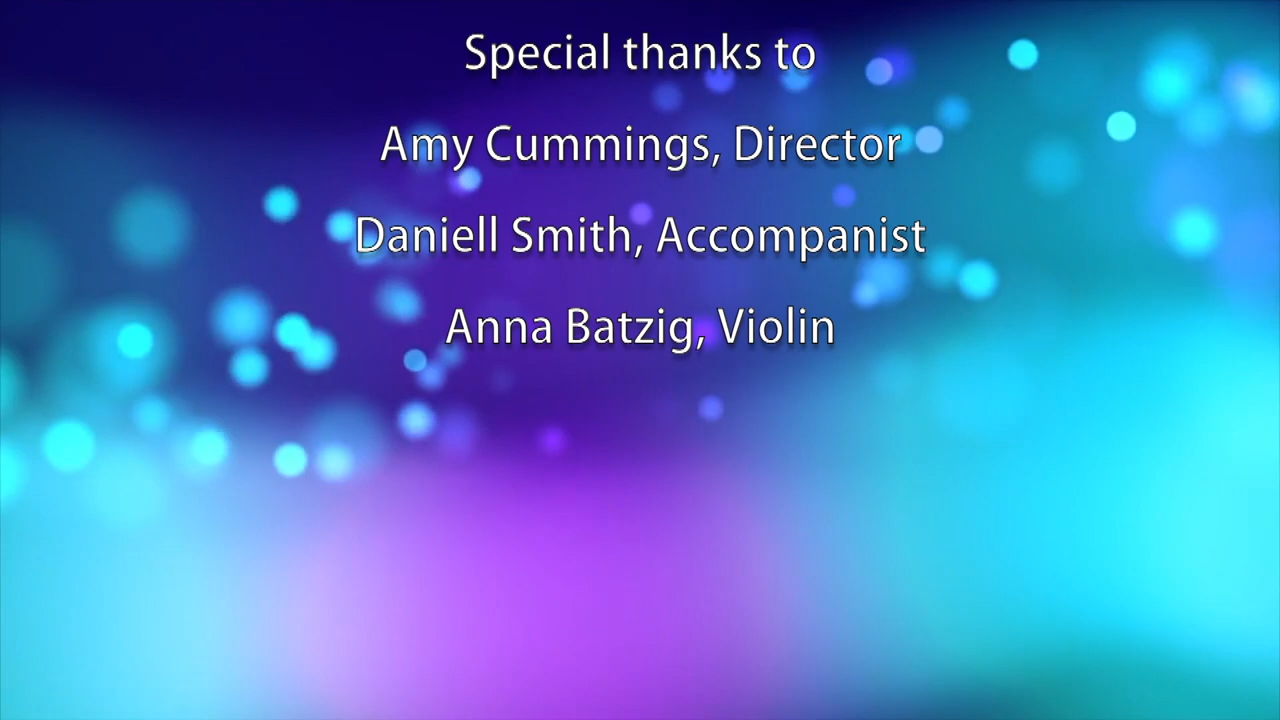 Special thanks to
Amy Cummings, Director
Daniell Smith, Accompanist
Anna Batzig, Violin